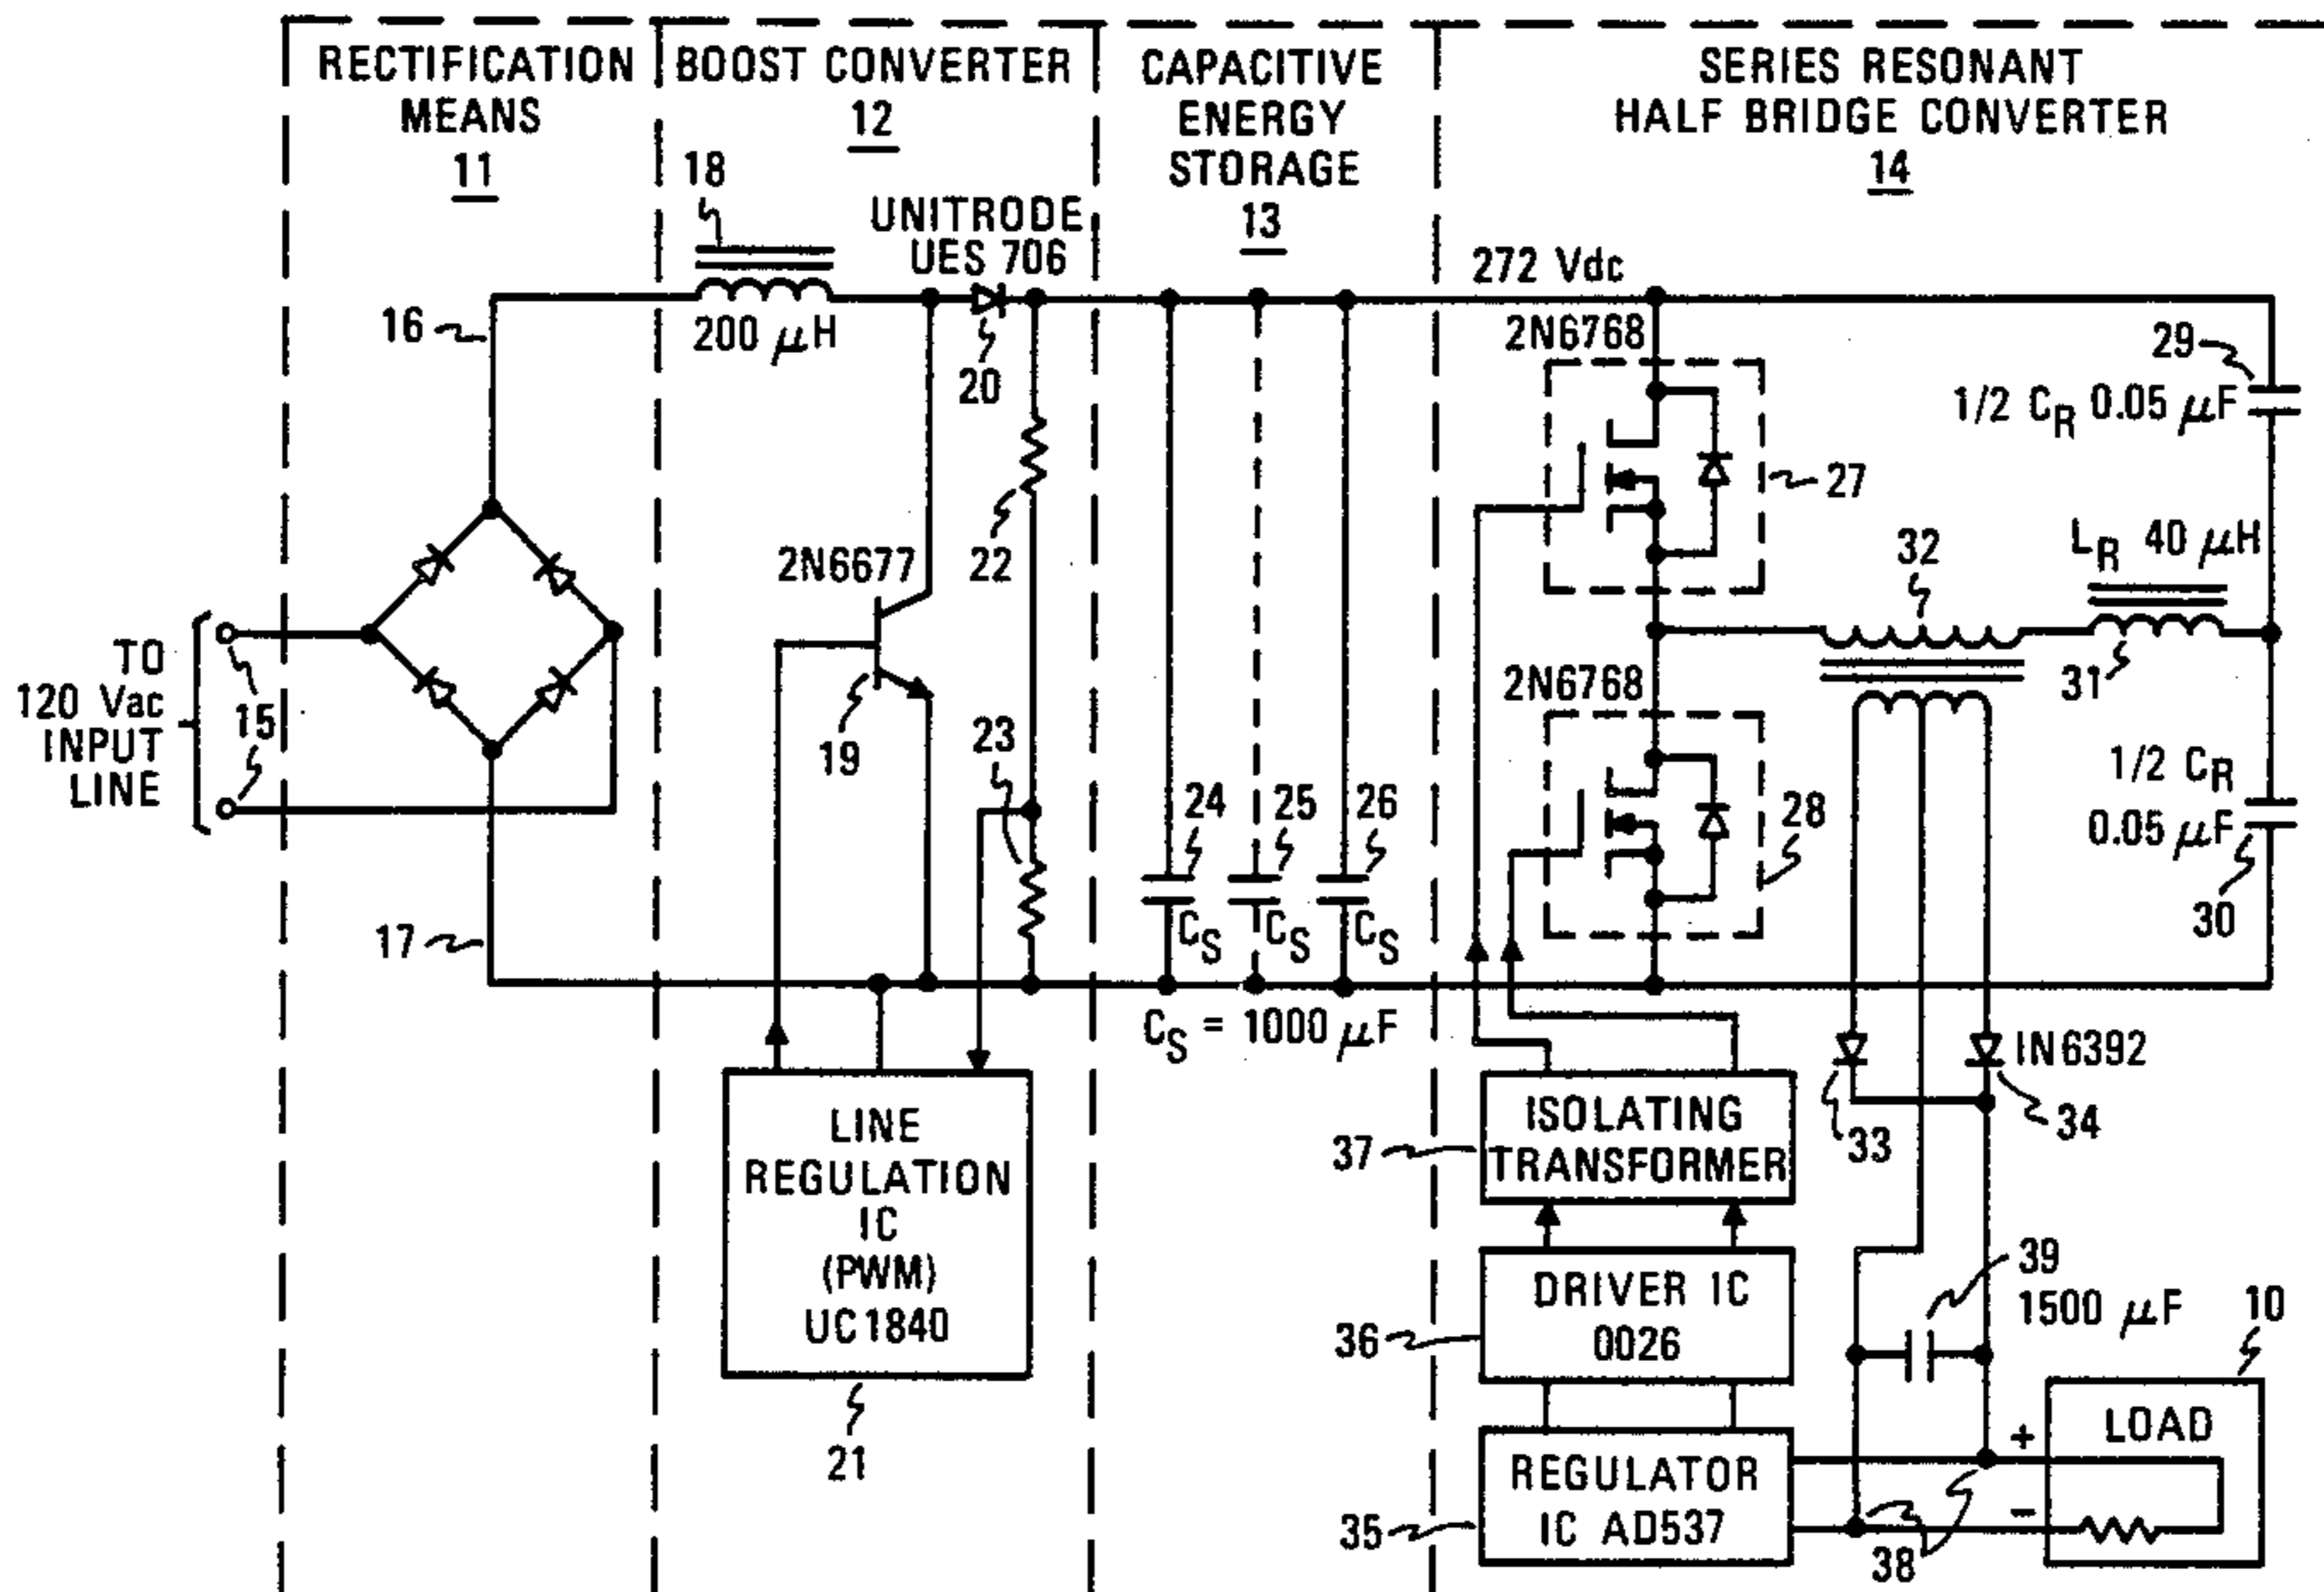 RECTIFICATION
MEANS
11
BOOST CONVERTER
12
CAPACITIVE
ENERGY
STORAGE
13
SERIES RESONANT
HALF BRIDGE CONVERTER
14
18
UNITRODE
UES 706
272 Vdc
16
200 μH
20
2N6768
29
1/2 CR 0.05 μF
27
22
2N6677
32
LR 40 μH
TO
120 Vac
INPUT
LINE
15
19
23
2N6768
31
1/2 CR
0.05 μF
24
25
26
28
30
17
CS
CS
CS
CS = 1000 μF
IN6392
33
34
LINE
REGULATION
IC
(PWM)
UC1840
21
37
ISOLATING
TRANSFORMER
36
DRIVER IC
0026
39
1500 μF
10
35
REGULATOR
IC AD537
+
−
LOAD
38